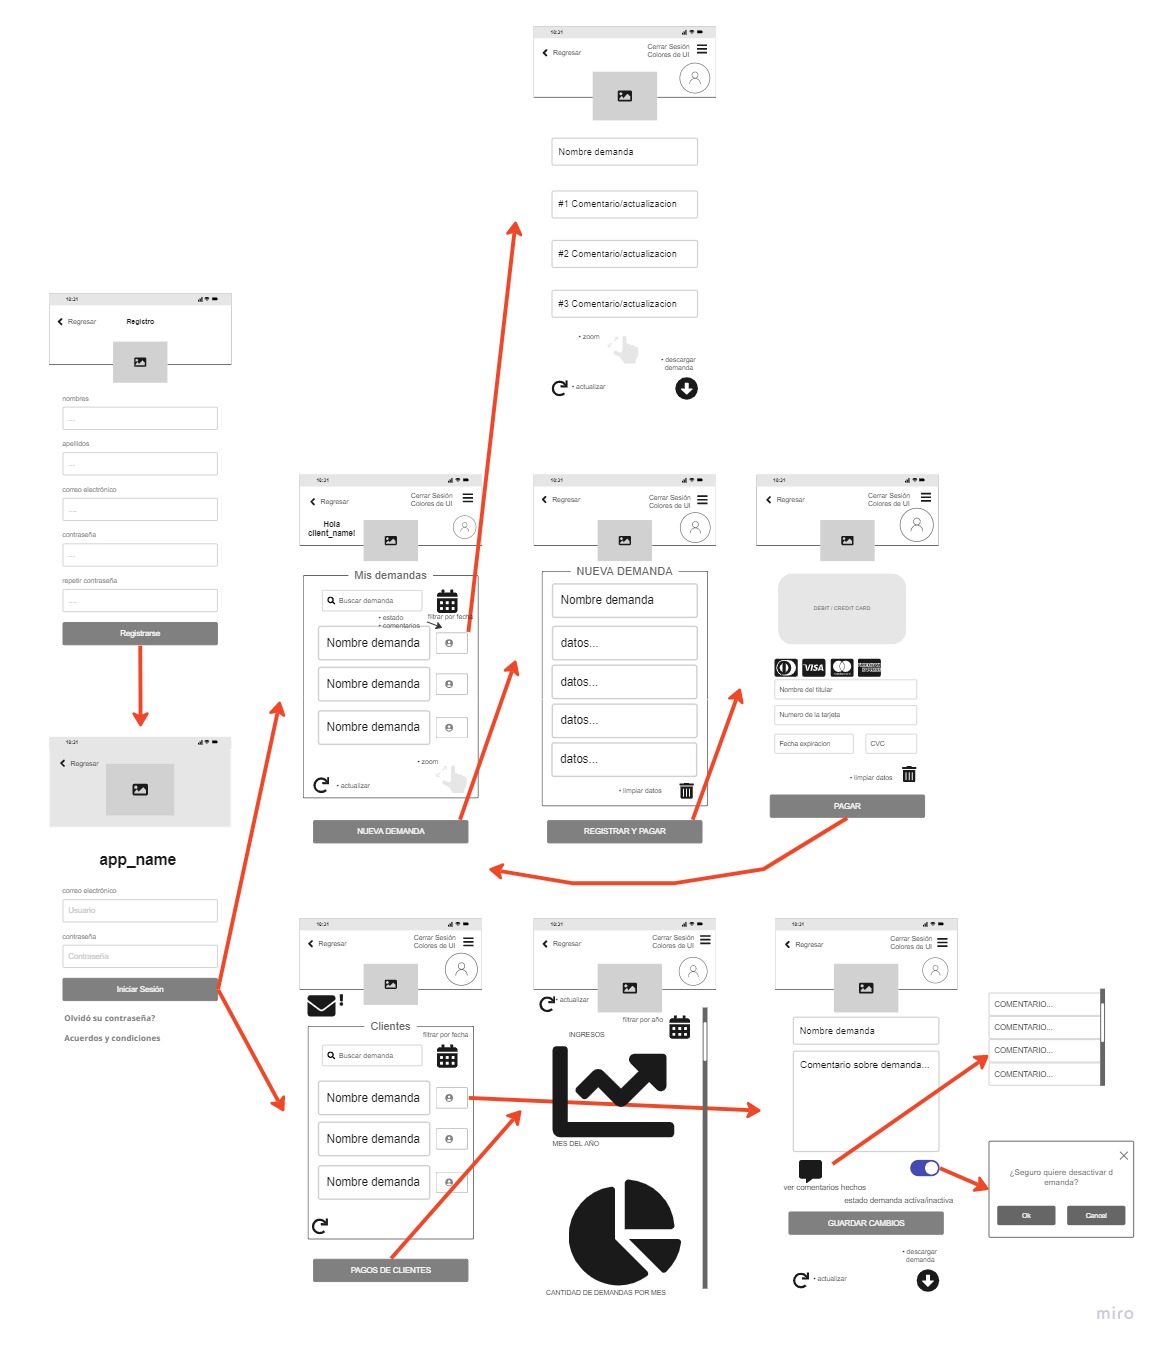 10:21
Regresar
Cerrar Sesión
Colores de UI
Nombre demanda
#1 Comentario/actualizacion
#2 Comentario/actualizacion
#3 Comentario/actualizacion
• zoom
• descargar
demanda
• actualizar
10:21
Regresar
Registro
nombres
....
apellidos
....
correo electrónico
....
contraseña
....
repetir contraseña
....
Registrarse
10:21
Regresar
app_name
correo electrónico
Usuario
contraseña
Contraseña
Iniciar Sesión
Olvidó su contraseña?
Acuerdos y condiciones
10:21
Regresar
Cerrar Sesión
Colores de UI
Hola
client_name!
Mis demandas
Buscar demanda
filtrar por fecha
• estado
• comentarios
Nombre demanda
Nombre demanda
Nombre demanda
• zoom
• actualizar
NUEVA DEMANDA
10:21
Regresar
Cerrar Sesión
Colores de UI
NUEVA DEMANDA
Nombre demanda
datos...
datos...
datos...
datos...
• limpiar datos
REGISTRAR Y PAGAR
10:21
Regresar
Cerrar Sesión
Colores de UI
DEBIT / CREDIT CARD
VISA
AMERICAN
EXPRESS
Nombre del titular
Numero de la tarjeta
Fecha expiracion
CVC
• limpiar datos
PAGAR
10:21
Regresar
Cerrar Sesión
Colores de UI
!
Clientes
filtrar por fecha
Buscar demanda
Nombre demanda
Nombre demanda
Nombre demanda
PAGOS DE CLIENTES
10:21
Regresar
Cerrar Sesión
Colores de UI
• actualizar
filtrar por año
INGRESOS
MES DEL AÑO
CANTIDAD DE DEMANDAS POR MES
10:21
Regresar
Cerrar Sesión
Colores de UI
Nombre demanda
Comentario sobre demanda...
ver comentarios hechos
estado demanda activa/inactiva
GUARDAR CAMBIOS
• descargar
demanda
• actualizar
COMENTARIO...
COMENTARIO...
COMENTARIO...
COMENTARIO...
¿Seguro quiere desactivar d
emanda?
Ok
Cancel
miro